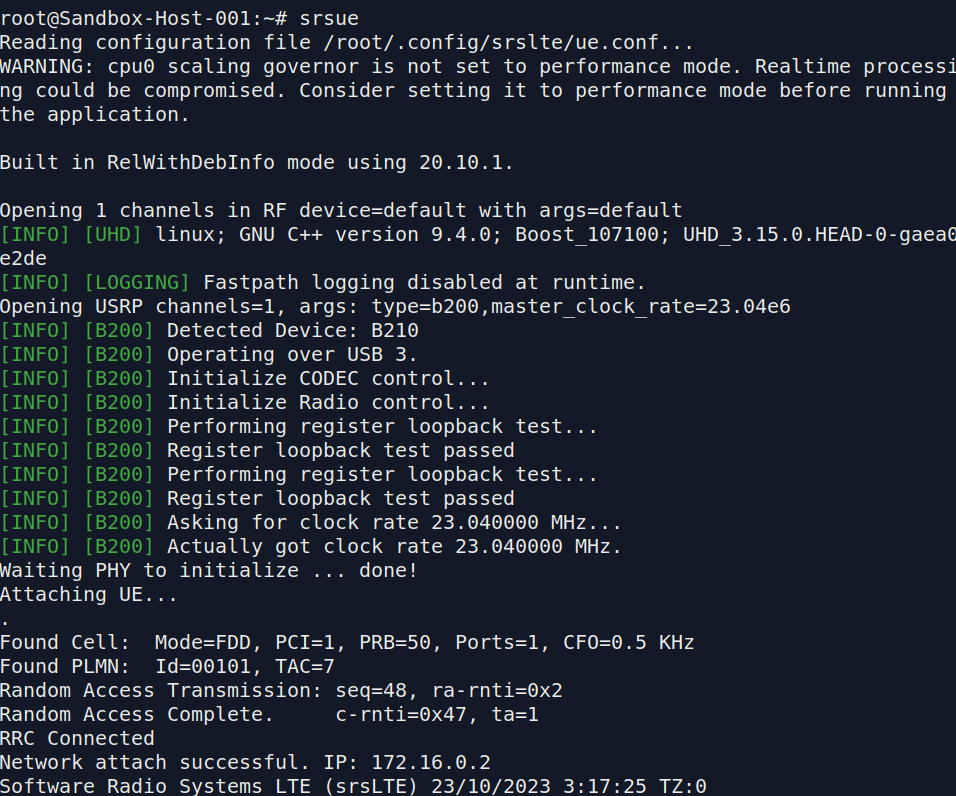 root@Sandbox-Host-001:~# srsue
Reading configuration file /root/.config/srslte/ue.conf...
WARNING: cpu0 scaling governor is not set to performance mode. Realtime processi
ng could be compromised. Consider setting it to performance mode before running
the application.
Built in RelWithDebInfo mode using 20.10.1.
Opening 1 channels in RF device=default with args=default
[INFO] [UHD] linux; GNU C++ version 9.4.0; Boost_107100; UHD_3.15.0.HEAD-0-gaea0
e2de
[INFO] [LOGGING] Fastpath logging disabled at runtime.
Opening USRP channels=1, args: type=b200,master_clock_rate=23.04e6
[INFO] [B200] Detected Device: B210
[INFO] [B200] Operating over USB 3.
[INFO] [B200] Initialize CODEC control...
[INFO] [B200] Initialize Radio control...
[INFO] [B200] Performing register loopback test...
[INFO] [B200] Register loopback test passed
[INFO] [B200] Performing register loopback test...
[INFO] [B200] Register loopback test passed
[INFO] [B200] Asking for clock rate 23.040000 MHz...
[INFO] [B200] Actually got clock rate 23.040000 MHz.
Waiting PHY to initialize ... done!
Attaching UE...
.
Found Cell:  Mode=FDD, PCI=1, PRB=50, Ports=1, CFO=0.5 KHz
Found PLMN:  Id=00101, TAC=7
Random Access Transmission: seq=48, ra-rnti=0x2
Random Access Complete.     c-rnti=0x47, ta=1
RRC Connected
Network attach successful. IP: 172.16.0.2
Software Radio Systems LTE (srsLTE) 23/10/2023 3:17:25 TZ:0